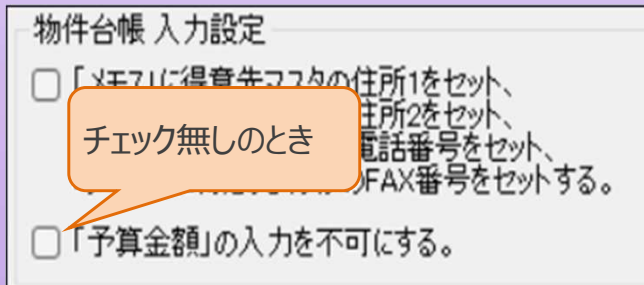 物件台帳 入力設定
に得意先マスタの住所1をセット、
住所2をセット、
電話番号をセット、
FAX番号をセットする。
チェック無しのとき
「予算金額」の入力を不可にする。